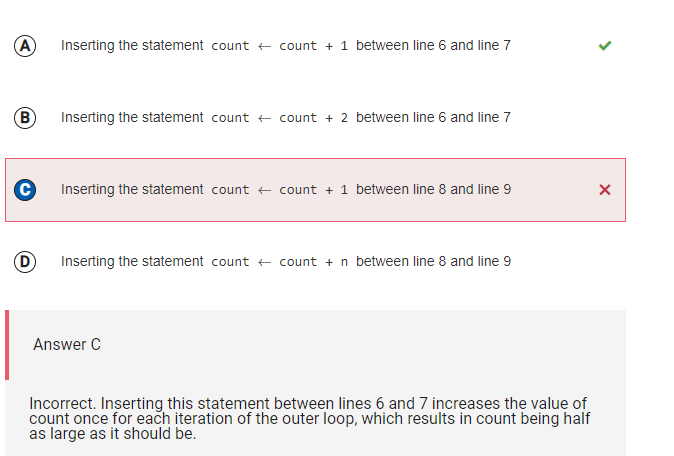 A Inserting the statement count ← count + 1 between line 6 and line 7
B Inserting the statement count ← count + 2 between line 6 and line 7
C Inserting the statement count ← count + 1 between line 8 and line 9
D Inserting the statement count ← count + n between line 8 and line 9
Answer C
Incorrect. Inserting this statement between lines 6 and 7 increases the value of
count once for each iteration of the outer loop, which results in count being half
as large as it should be.